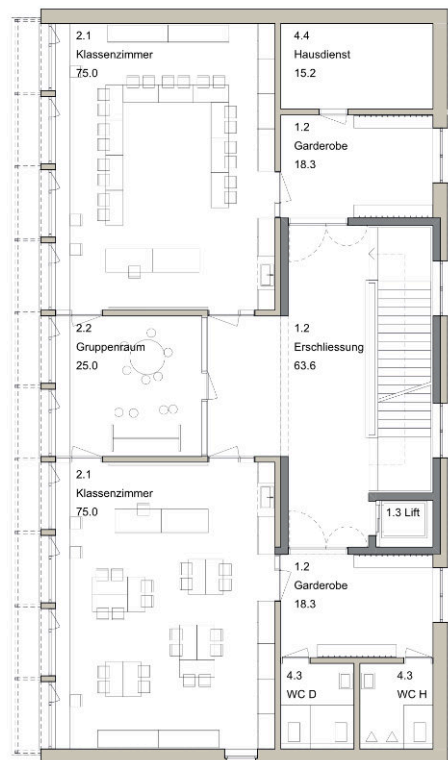 2.1
Klassenzimmer
75.0
4.4
Hausdienst
15.2
1.2
Garderobe
18.3
2.2
Gruppenraum
25.0
1.2
Erschliessung
63.6
2.1
Klassenzimmer
75.0
1.3 Lift
1.2
Garderobe
18.3
4.3
WC D
4.3
WC H